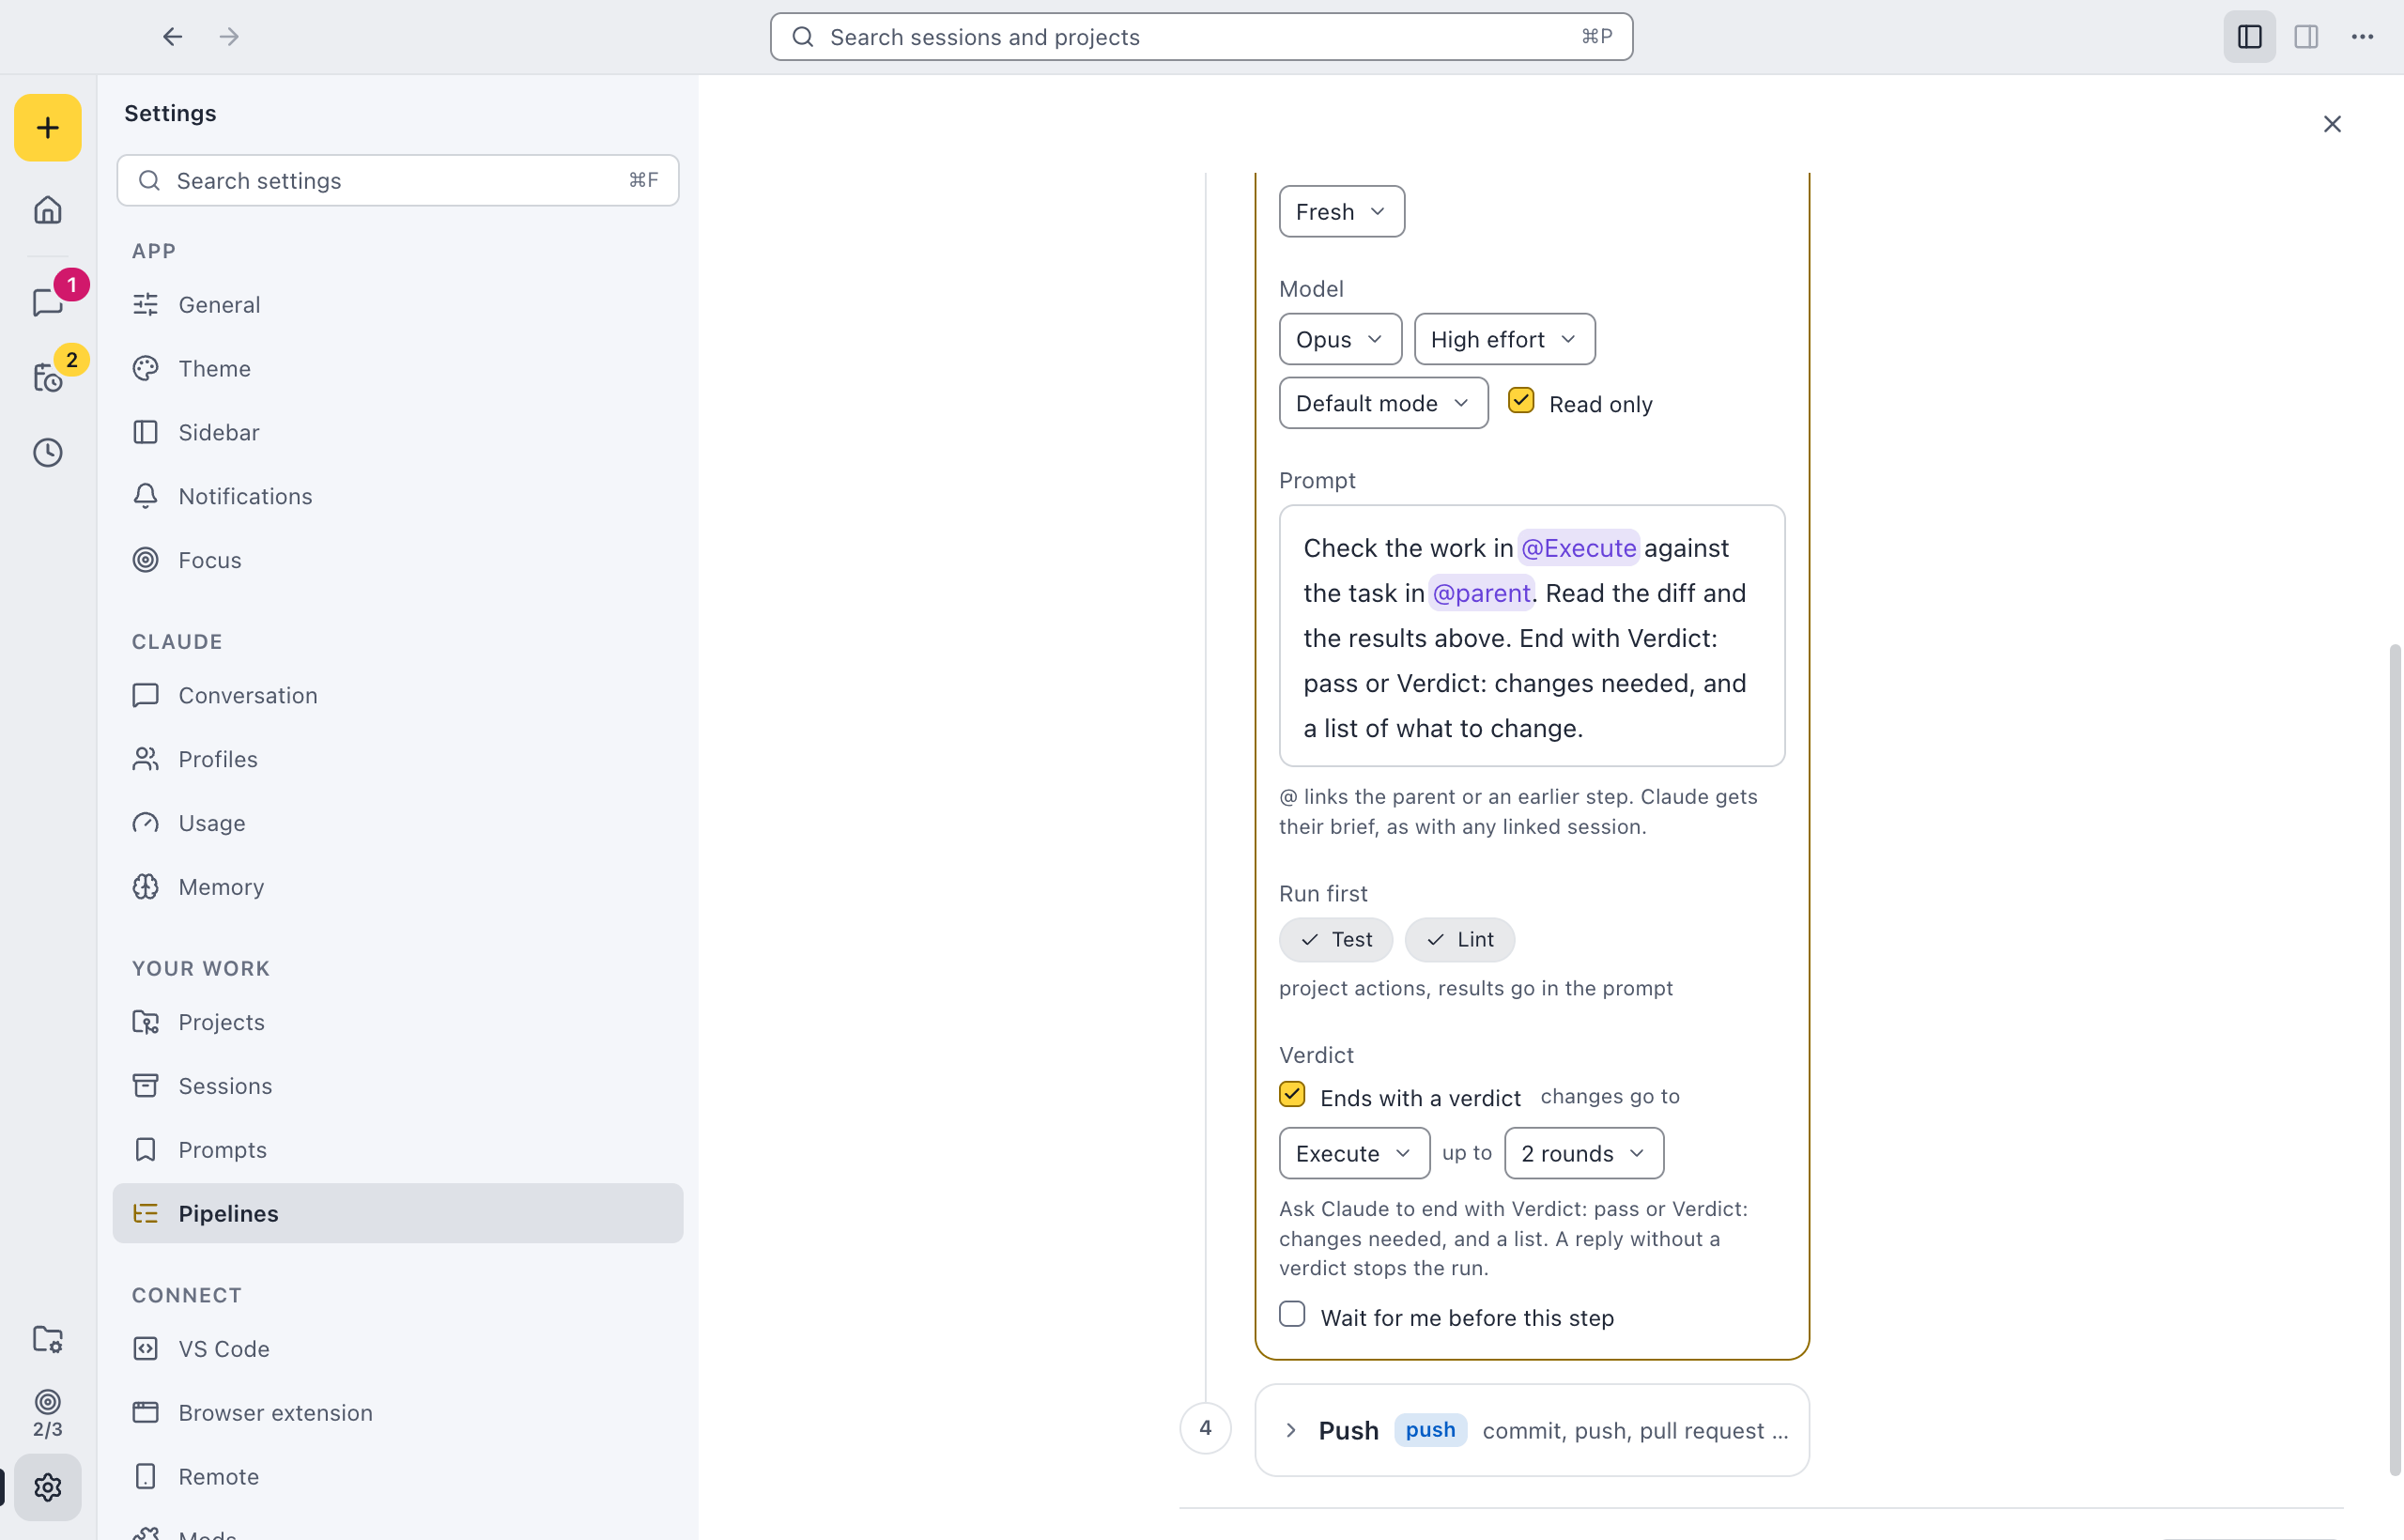 Search sessions and projects
⌘P
Settings
Search settings
⌘F
APP
General
Theme
Sidebar
Notifications
Focus
CLAUDE
Conversation
Profiles
Usage
Memory
YOUR WORK
Projects
Sessions
Prompts
Pipelines
CONNECT
VS Code
Browser extension
Remote
Mods
1
2
2/3
Fresh
Model
Opus
High effort
Default mode
Read only
Prompt
Check the work in @Execute against
the task in @parent. Read the diff and
the results above. End with Verdict:
pass or Verdict: changes needed, and
a list of what to change.
@ links the parent or an earlier step. Claude gets
their brief, as with any linked session.
Run first
Test
Lint
project actions, results go in the prompt
Verdict
Ends with a verdict changes go to
Execute up to 2 rounds
Ask Claude to end with Verdict: pass or Verdict:
changes needed, and a list. A reply without a
verdict stops the run.
Wait for me before this step
4
Push push commit, push, pull request ...